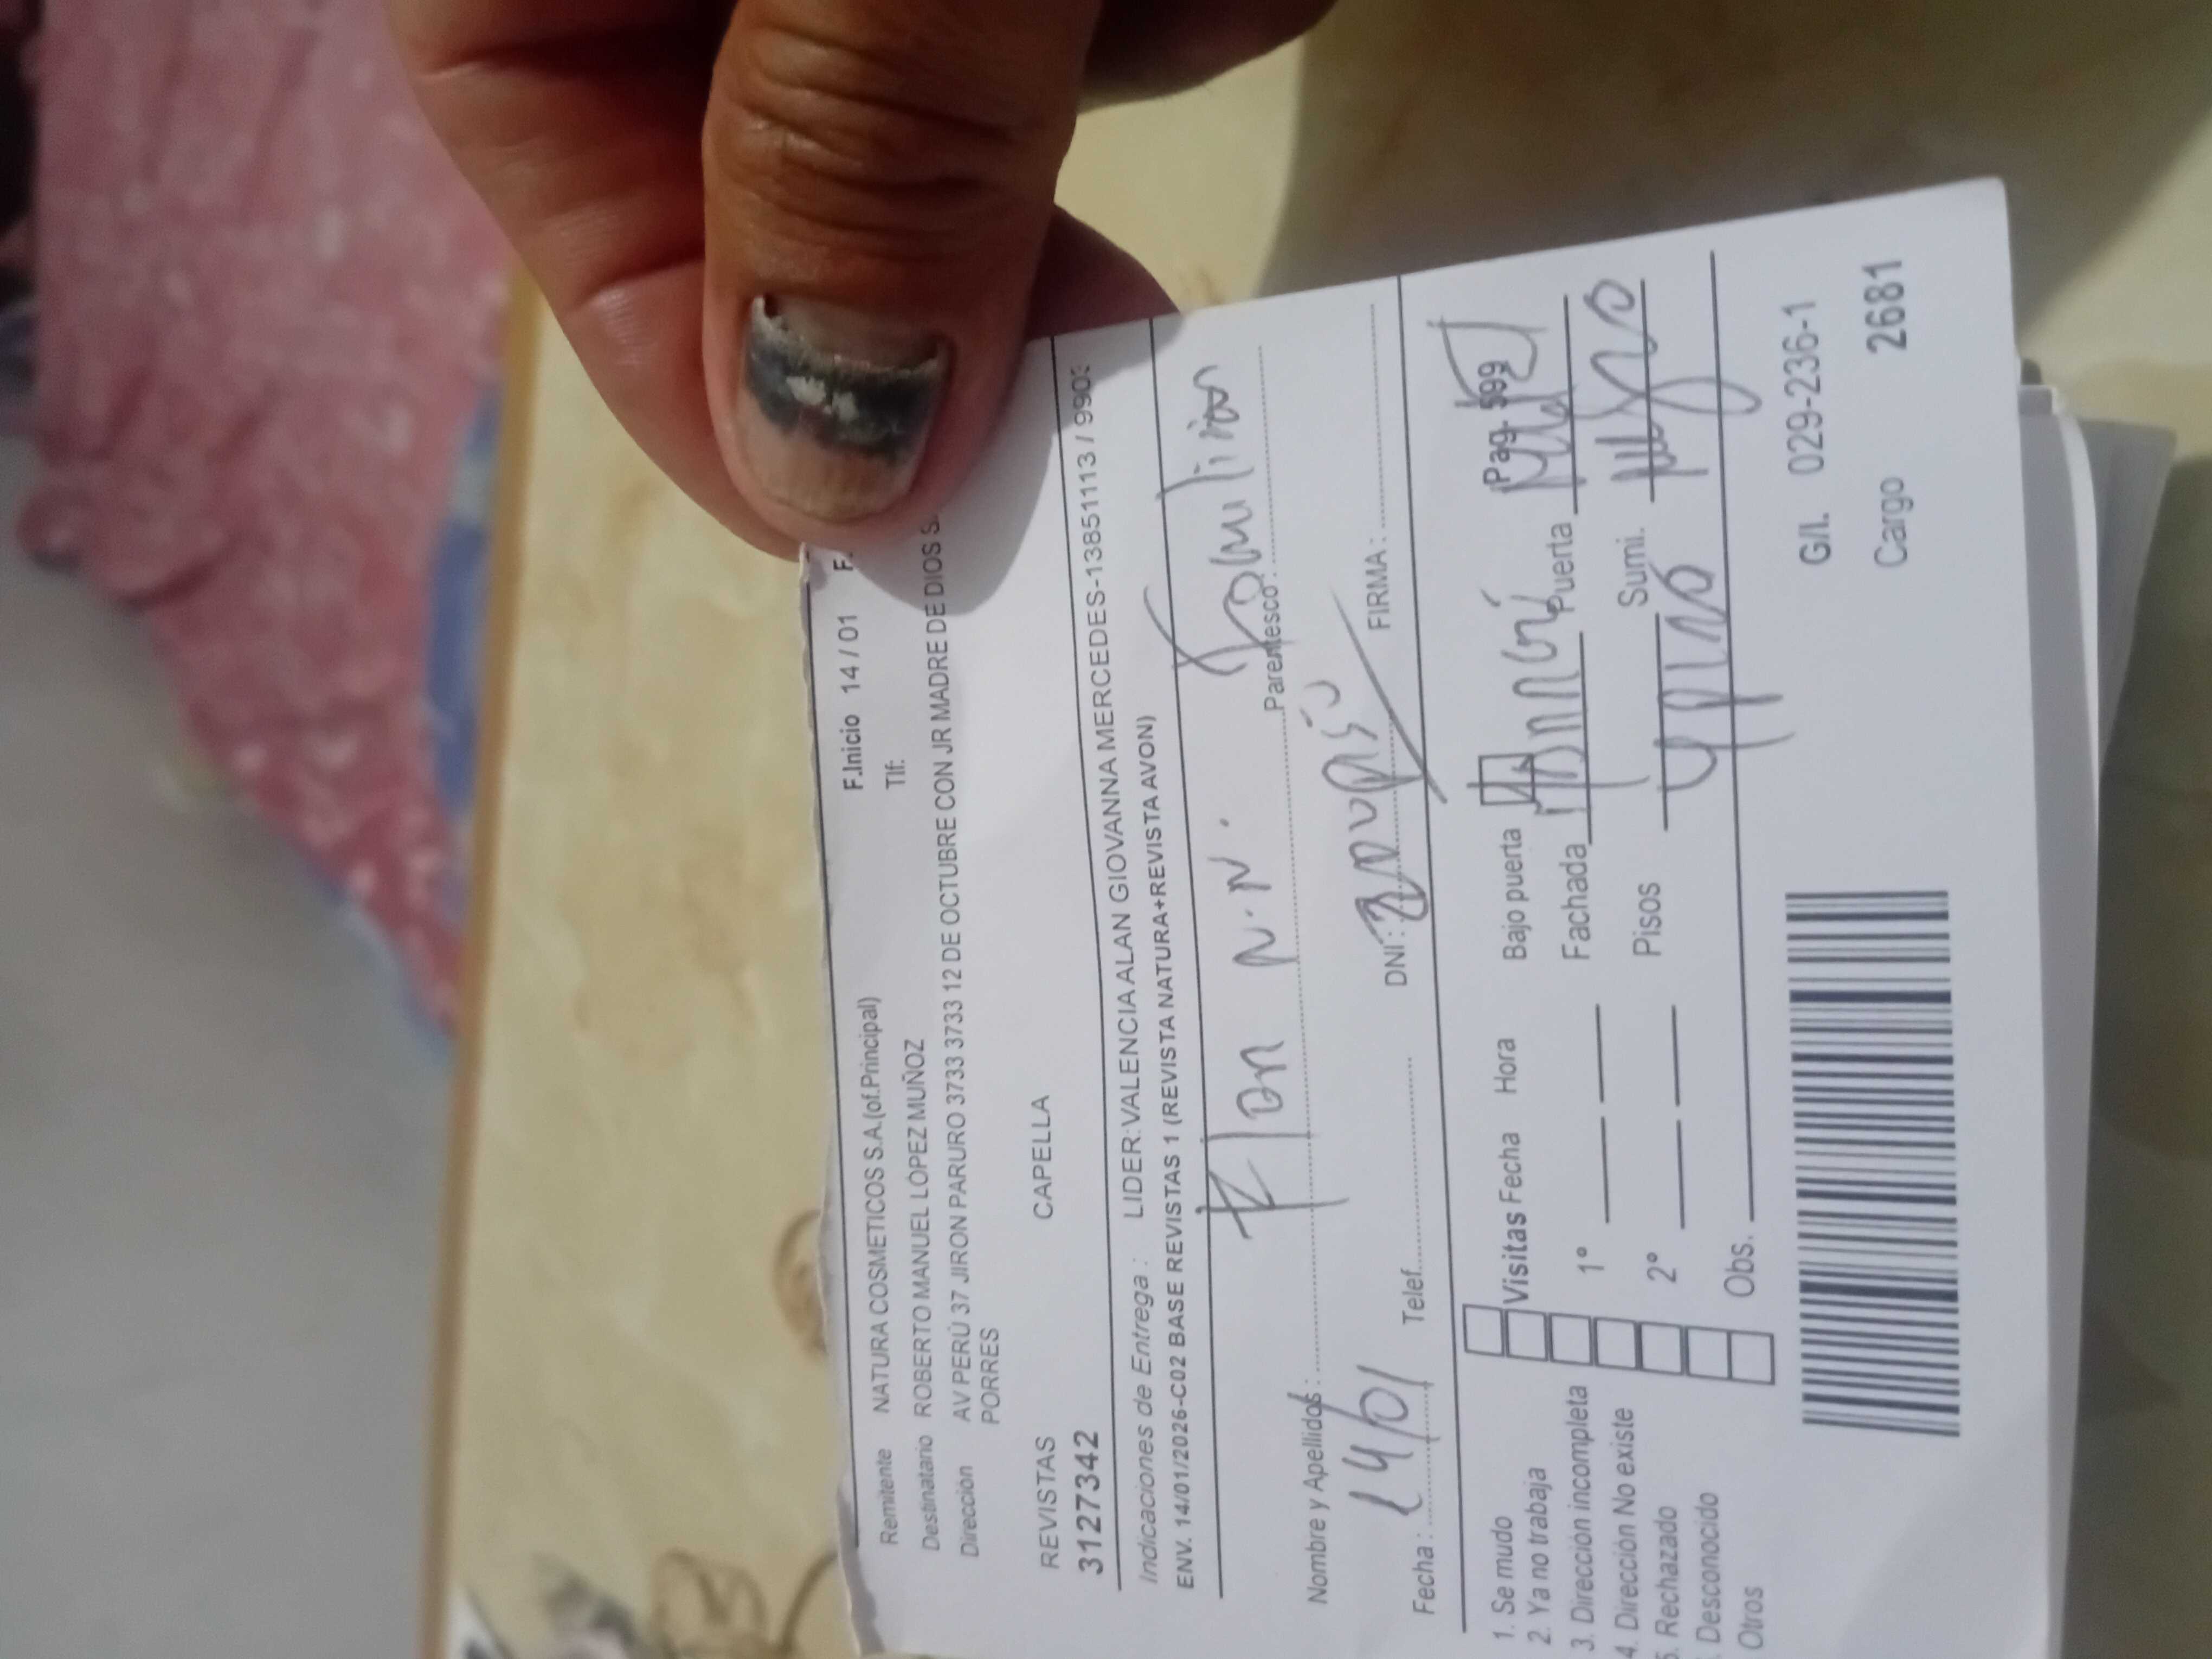 F.Inicio 14 / 01 F.
Remitente NATURA COSMETICOS S.A.(of.Principal) Tlf:
Destinatario ROBERTO MANUEL LÓPEZ MUÑOZ
Dirección AV PERÚ 37 JIRON PARURO 3733 3733 12 DE OCTUBRE CON JR MADRE DE DIOS S.
PORRES
REVISTAS CAPELLA
3127342
Indicaciones de Entrega : LIDER:VALENCIA ALAN GIOVANNA MERCEDES-13851113 / 990
ENV. 14/01/2026-C02 BASE REVISTAS 1 (REVISTA NATURA+REVISTA AVON)
Nombre y Apellidos : Parentesco : Familiar
Fecha : 14/01 Telef. DNI : FIRMA :
1. Se mudo
2. Ya no trabaja
3. Dirección incompleta
4. Dirección No existe
5. Rechazado
Desconocido
Otros
Visitas Fecha Hora Bajo puerta Pag- 599
1° Fachada Puerta
2° Pisos Sumi.
Obs.
G/I. 029-236-1
Cargo 2681